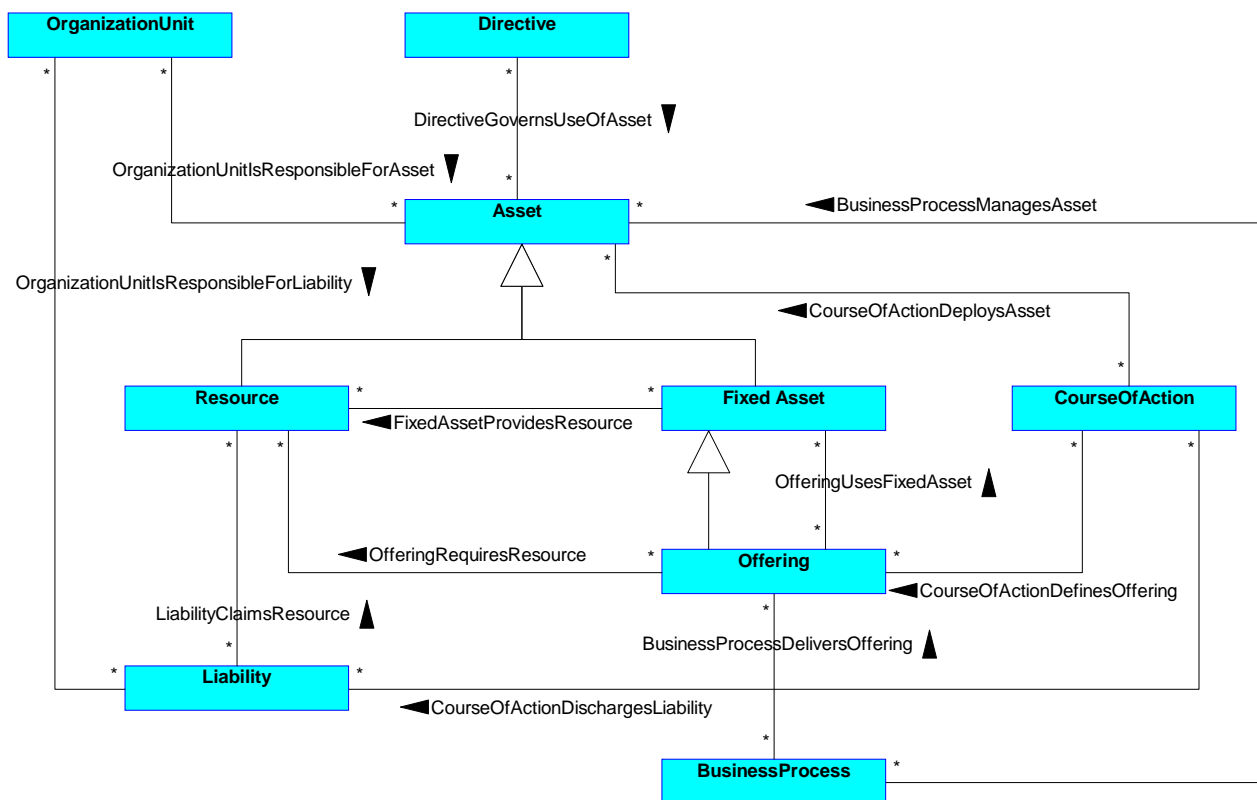 OrganizationUnit
Directive
*
*
*
DirectiveGovernsUseOfAsset
OrganizationUnitIsResponsibleForAsset
*
*
Asset
*
BusinessProcessManagesAsset
*
OrganizationUnitIsResponsibleForLiability
CourseOfActionDeploysAsset
*
Resource
*
*
Fixed Asset
CourseOfAction
FixedAssetProvidesResource
*
*
*
*
*
OfferingUsesFixedAsset
*
OfferingRequiresResource
*
Offering
*
CourseOfActionDefinesOffering
*
LiabilityClaimsResource
*
BusinessProcessDeliversOffering
*
Liability
*
CourseOfActionDischargesLiability
*
BusinessProcess
*